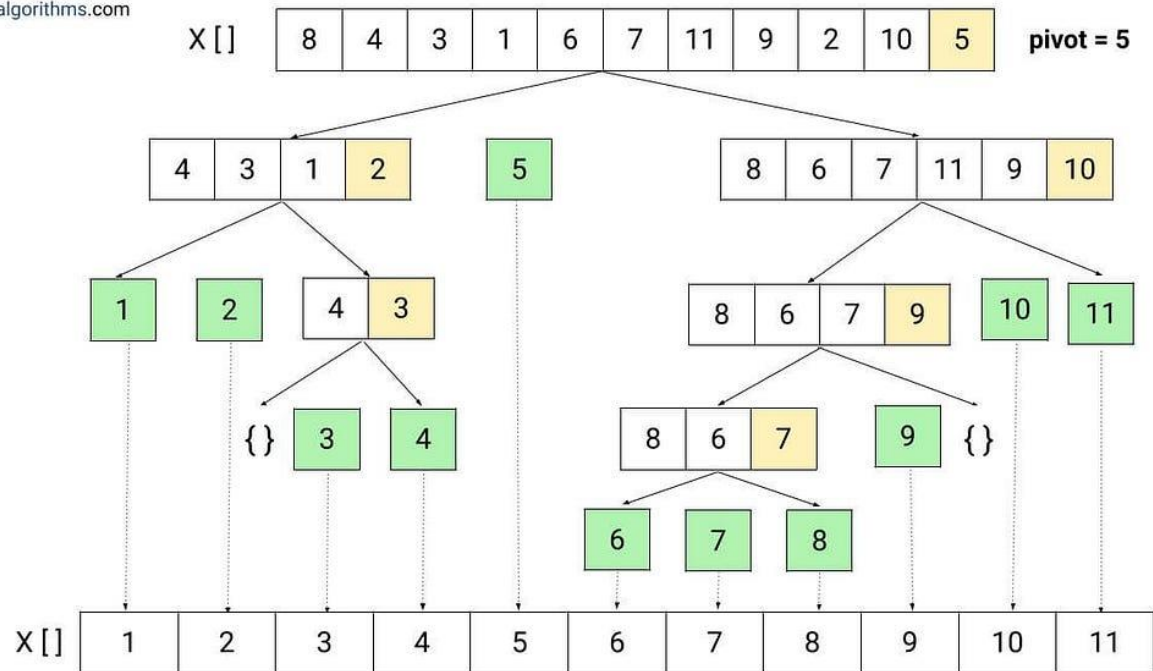 algorithms.com
X [ ] 8 4 3 1 6 7 11 9 2 10 5 pivot = 5
4 3 1 2 5 8 6 7 11 9 10
1 2 4 3 8 6 7 9 10 11
{ } 3 4 8 6 7 9 { }
6 7 8
X [ ] 1 2 3 4 5 6 7 8 9 10 11